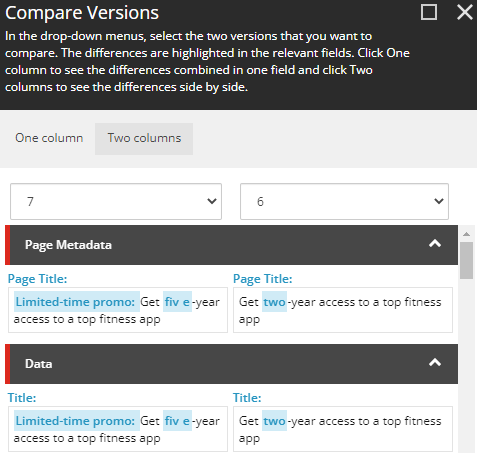 Compare Versions
In the drop-down menus, select the two versions that you want to
compare. The differences are highlighted in the relevant fields. Click One
column to see the differences combined in one field and click Two
columns to see the differences side by side.
One column Two columns
7 6
Page Metadata
Page Title: Page Title:
Limited-time promo: Get fiv e-year Get two-year access to a top fitness
access to a top fitness app app
Data
Title: Title:
Limited-time promo: Get fiv e-year Get two-year access to a top fitness
access to a top fitness app app